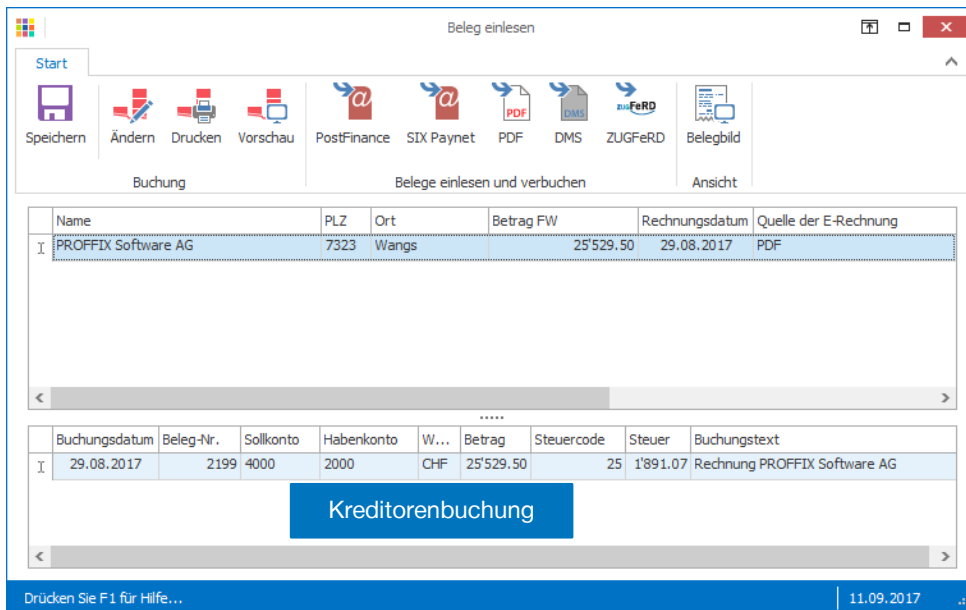 Beleg einlesen
Start
Speichern Ändern Drucken Vorschau PostFinance SIX Paynet PDF DMS ZUGFeRD Belegbild
@ @ PDF DMS ZUGFeRD
Buchung Belege einlesen und verbuchen Ansicht
Name PLZ Ort Betrag FW Rechnungsdatum Quelle der E-Rechnung
PROFFIX Software AG 7323 Wangs 25'529.50 29.08.2017 PDF
Buchungsdatum Beleg-Nr. Sollkonto Habenkonto W... Betrag Steuercode Steuer Buchungstext
29.08.2017 2199 4000 2000 CHF 25'529.50 25 1'891.07 Rechnung PROFFIX Software AG
Kreditorenbuchung
Drücken Sie F1 für Hilfe... 11.09.2017